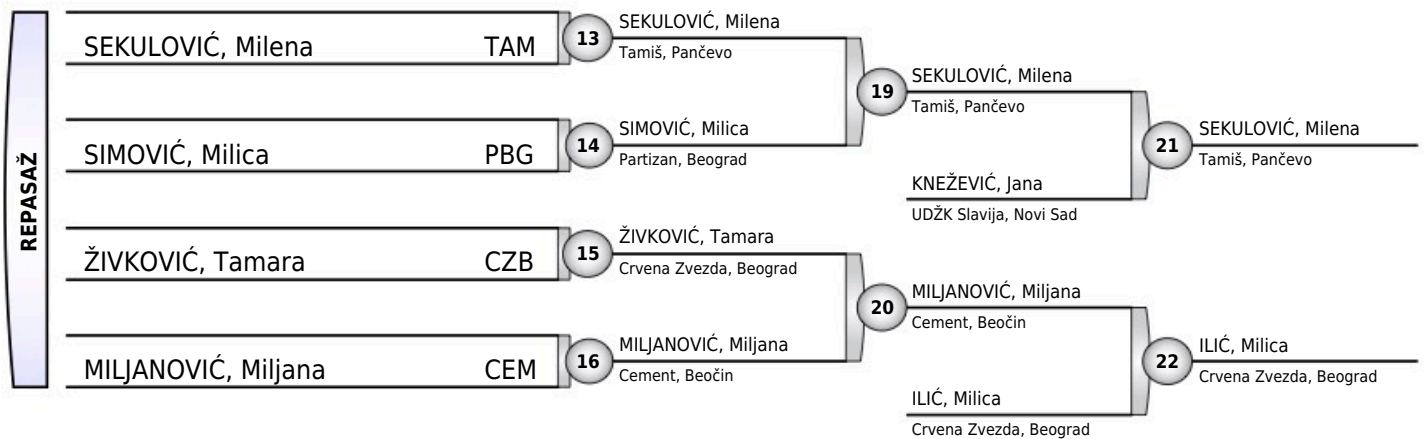 REPASAŽ
SEKULOVIĆ, Milena TAM
SIMOVIĆ, Milica PBG
ŽIVKOVIĆ, Tamara CZB
MILJANOVIĆ, Miljana CEM
13
SEKULOVIĆ, Milena
Tamiš, Pančevo
14
SIMOVIĆ, Milica
Partizan, Beograd
15
ŽIVKOVIĆ, Tamara
Crvena Zvezda, Beograd
16
MILJANOVIĆ, Miljana
Cement, Beočin
19
SEKULOVIĆ, Milena
Tamiš, Pančevo
KNEŽEVIĆ, Jana
UDŽK Slavija, Novi Sad
20
MILJANOVIĆ, Miljana
Cement, Beočin
ILIĆ, Milica
Crvena Zvezda, Beograd
21
SEKULOVIĆ, Milena
Tamiš, Pančevo
22
ILIĆ, Milica
Crvena Zvezda, Beograd